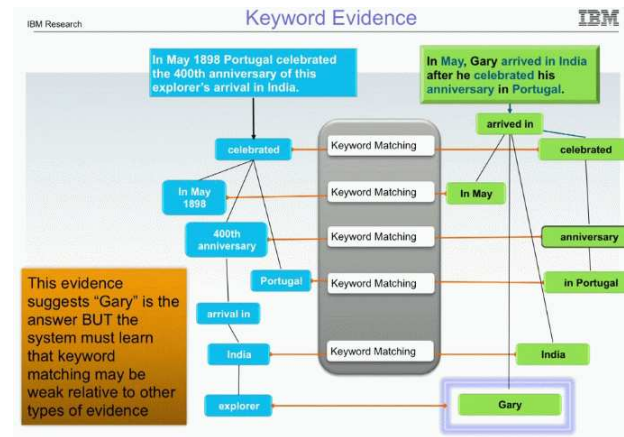 IBM Research
Keyword Evidence
IBM
In May 1898 Portugal celebrated
the 400th anniversary of this
explorer's arrival in India.
In May, Gary arrived in India
after he celebrated his
anniversary in Portugal.
arrived in
celebrated
Keyword Matching
celebrated
In May
1898
Keyword Matching
In May
400th
anniversary
Keyword Matching
anniversary
Portugal
Keyword Matching
in Portugal
arrival in
India
Keyword Matching
India
explorer
Gary
This evidence
suggests "Gary" is the
answer BUT the
system must learn
that keyword
matching may be
weak relative to other
types of evidence